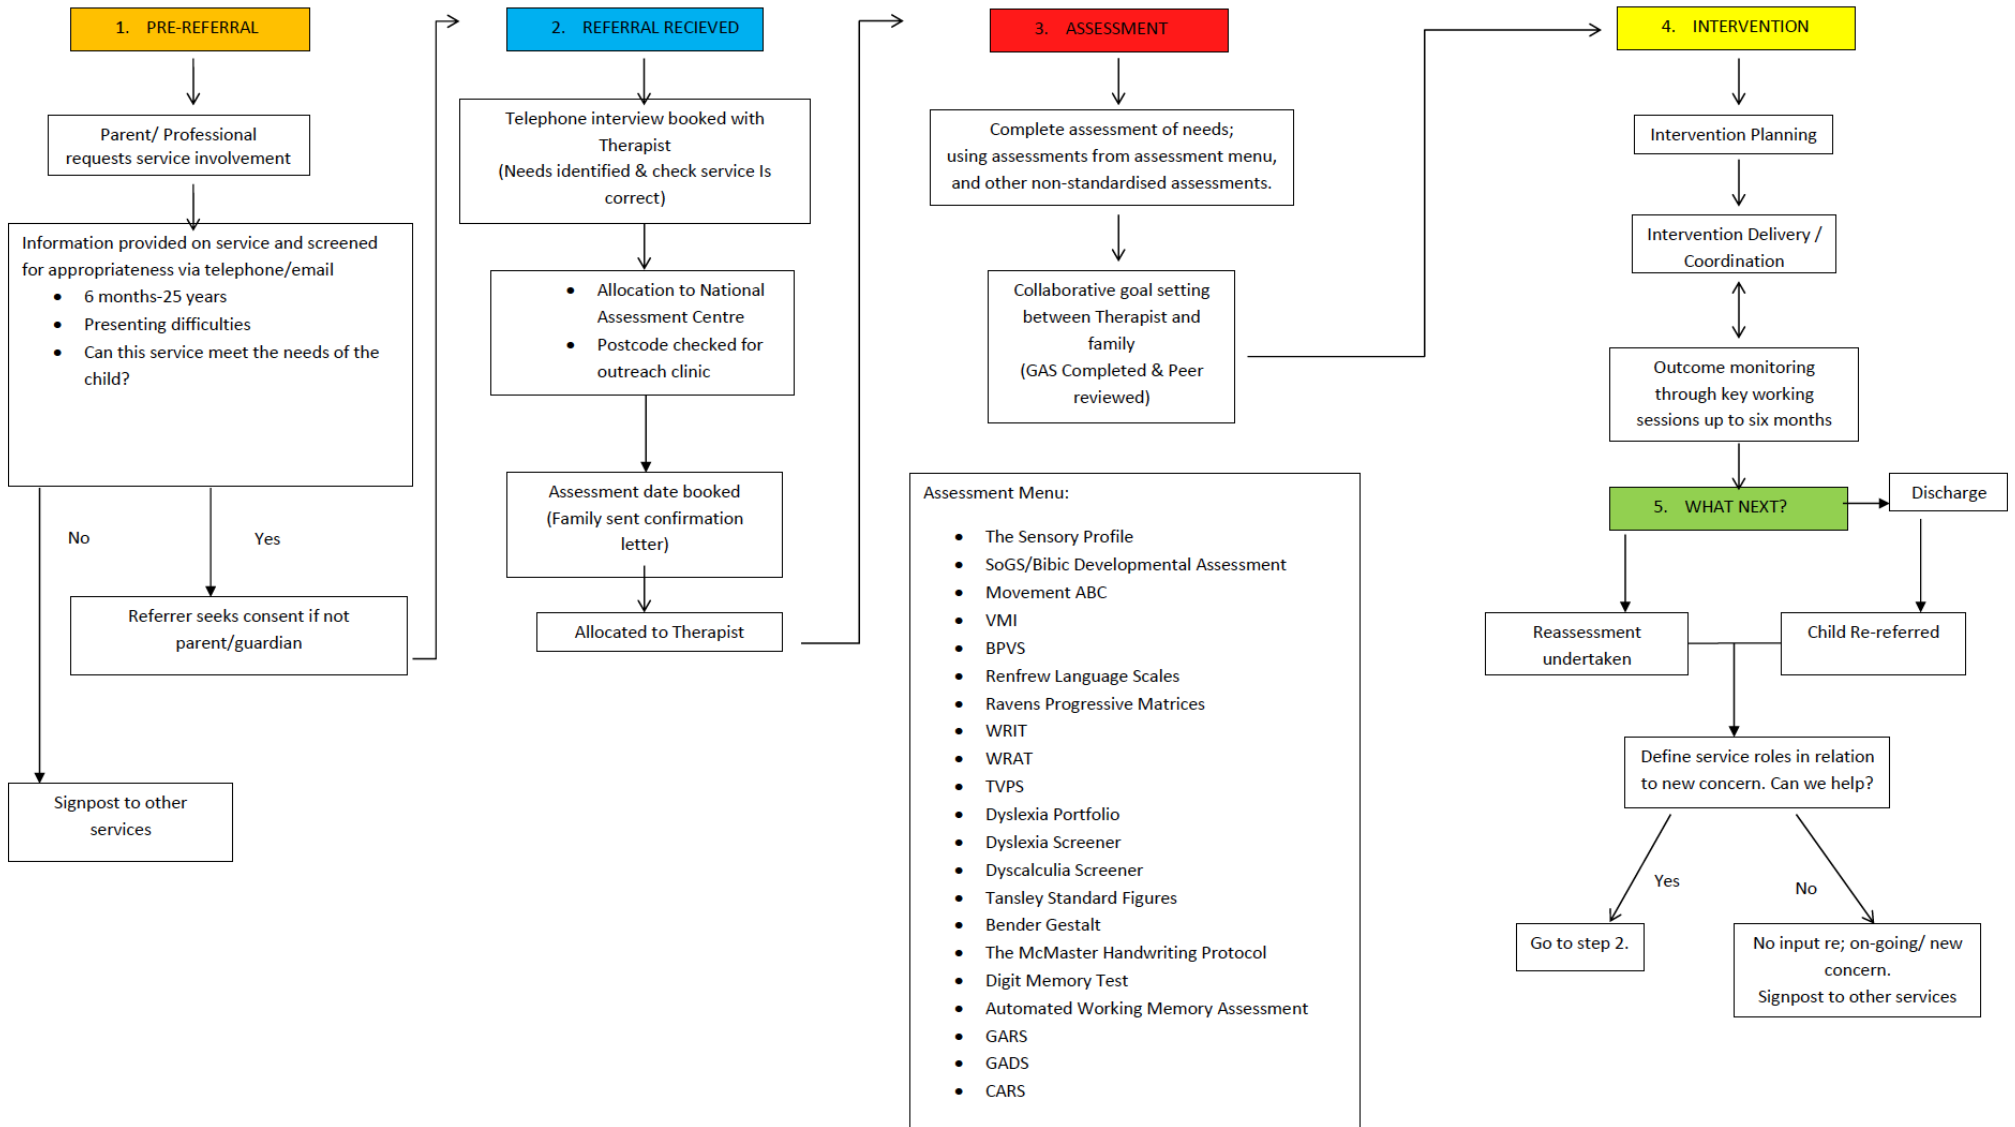 1. PRE-REFERRAL
Parent/ Professional
requests service involvement
Information provided on service and screened
for appropriateness via telephone/email
• 6 months-25 years
• Presenting difficulties
• Can this service meet the needs of the
child?
No
Yes
Referrer seeks consent if not
parent/guardian
Signpost to other
services
2. REFERRAL RECIEVED
Telephone interview booked with
Therapist
(Needs identified & check service Is
correct)
• Allocation to National
Assessment Centre
• Postcode checked for
outreach clinic
Assessment date booked
(Family sent confirmation
letter)
Allocated to Therapist
3. ASSESSMENT
Complete assessment of needs;
using assessments from assessment menu,
and other non-standardised assessments.
Collaborative goal setting
between Therapist and
family
(GAS Completed & Peer
reviewed)
Assessment Menu:
• The Sensory Profile
• SoGS/Bibic Developmental Assessment
• Movement ABC
• VMI
• BPVS
• Renfrew Language Scales
• Ravens Progressive Matrices
• WRIT
• WRAT
• TVPS
• Dyslexia Portfolio
• Dyslexia Screener
• Dyscalculia Screener
• Tansley Standard Figures
• Bender Gestalt
• The McMaster Handwriting Protocol
• Digit Memory Test
• Automated Working Memory Assessment
• GARS
• GADS
• CARS
4. INTERVENTION
Intervention Planning
Intervention Delivery /
Coordination
Outcome monitoring
through key working
sessions up to six months
5. WHAT NEXT?
Discharge
Reassessment
undertaken
Child Re-referred
Define service roles in relation
to new concern. Can we help?
Yes
No
Go to step 2.
No input re; on-going/ new
concern.
Signpost to other services